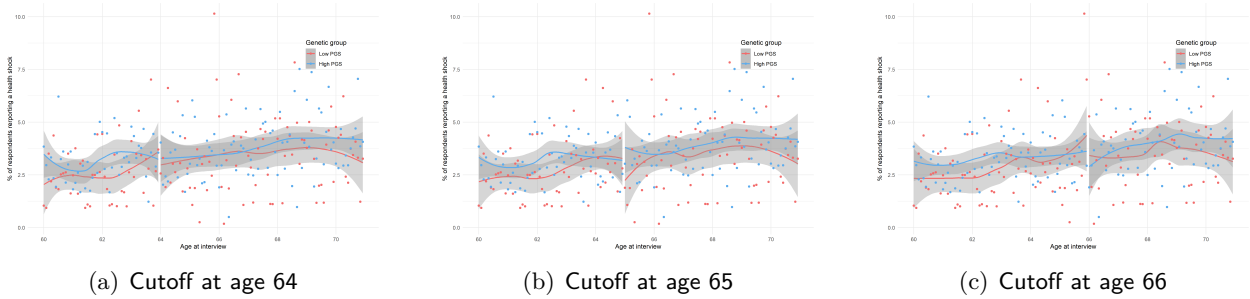 % of respondents reporting a health shock
10.0
7.5
5.0
2.5
0.0
Genetic group
Low PGS
High PGS
60 62 64 66 68 70
Age at interview
(a) Cutoff at age 64
% of respondents reporting a health shock
10.0
7.5
5.0
2.5
0.0
Genetic group
Low PGS
High PGS
60 62 64 66 68 70
Age at interview
(b) Cutoff at age 65
% of respondents reporting a health shock
10.0
7.5
5.0
2.5
0.0
Genetic group
Low PGS
High PGS
60 62 64 66 68 70
Age at interview
(c) Cutoff at age 66